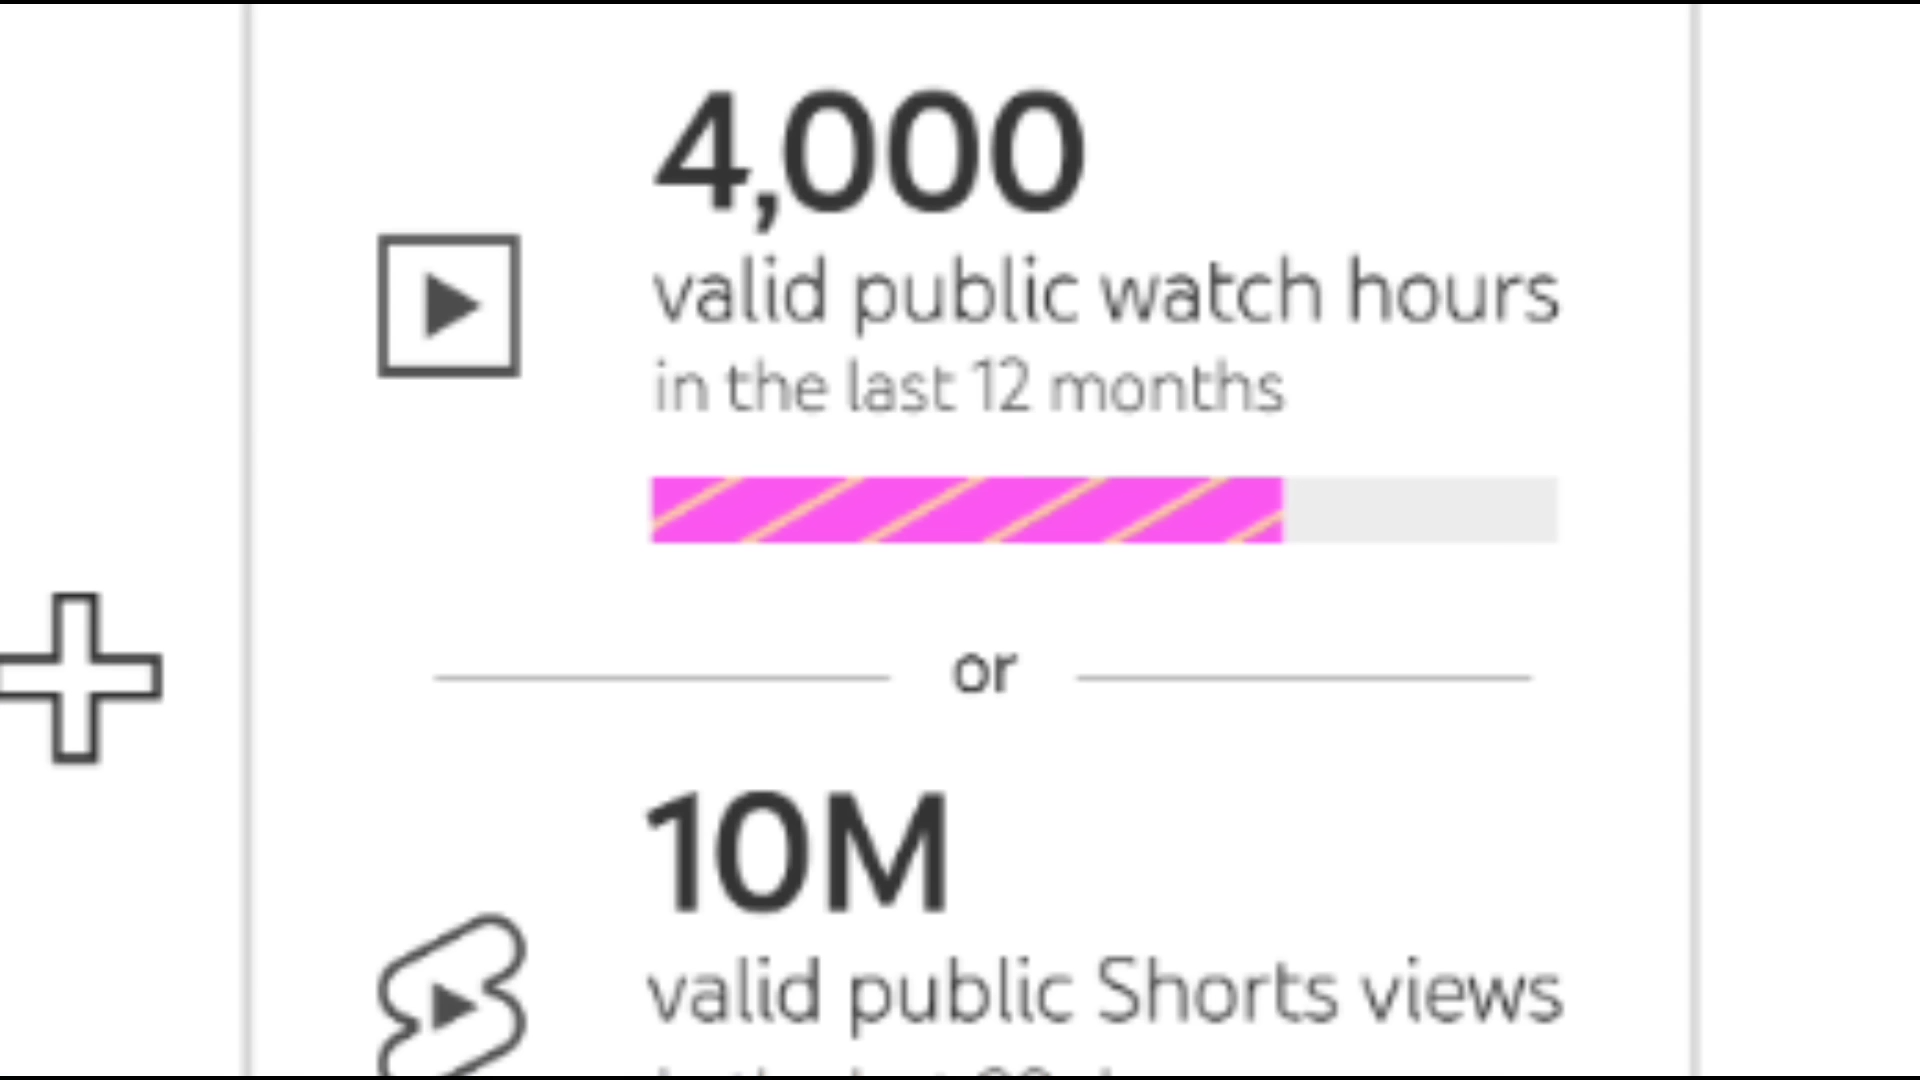 4,000
valid public watch hours
in the last 12 months
or
10M
valid public Shorts views